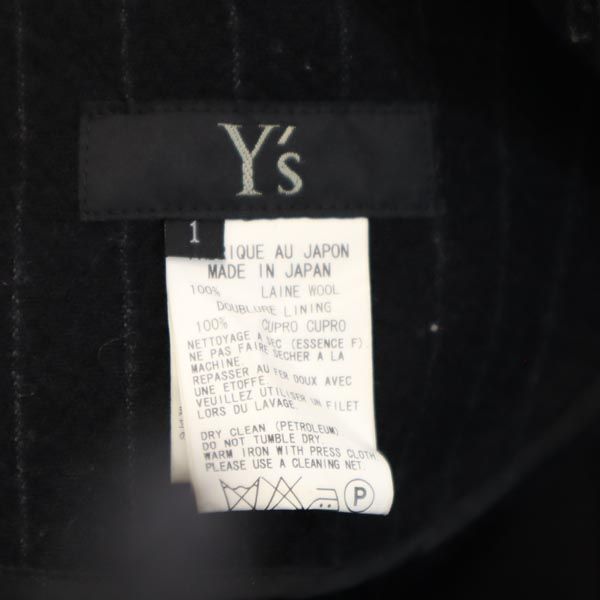 Y's
1
RIQUE AU JAPON
MADE IN JAPAN
100% LAINE WOOL
DOUBLURE LINING
100% CUPRO CUPRO
NETTOYAGE A SEC (ESSENCE F).
NE PAS FAIRE SECHER A LA
MACHINE.
REPASSER AU FER DOUX AVEC
UNE ETOFFE.
VEUILLEZ UTILISER UN FILET
LORS DU LAVAGE.
DRY CLEAN (PETROLEUM)
DO NOT TUMBLE DRY.
WARM IRON WITH PRESS CLOTH
PLEASE USE A CLEANING NET.
P